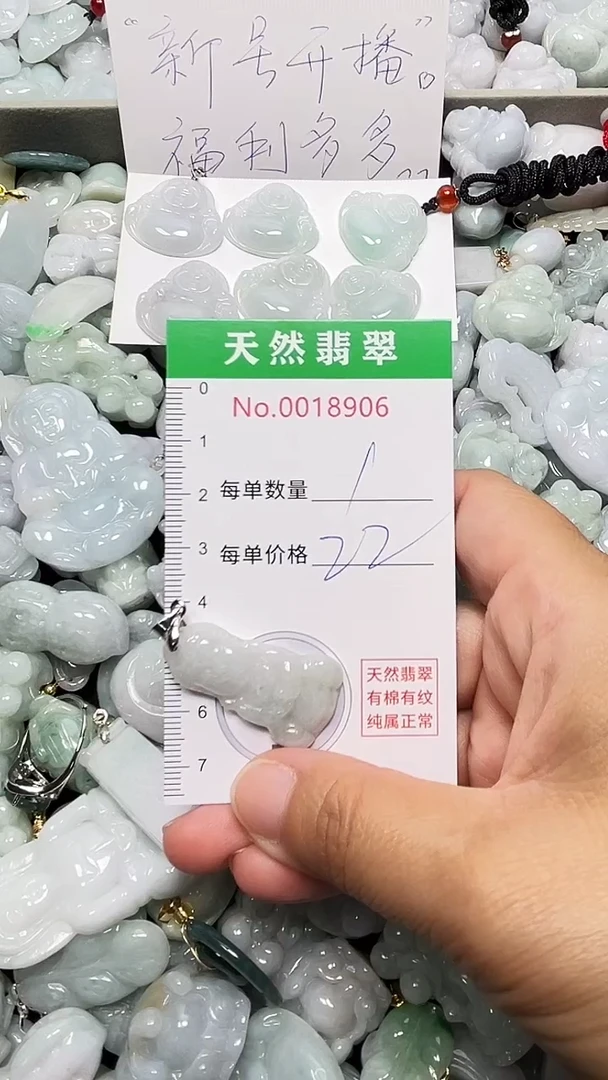 “新号开播。”
福利多多。
天然翡翠
No.0018906
0
1
每单数量 1
2
每单价格 22
3
4
6
7
天然翡翠
有棉有纹
纯属正常